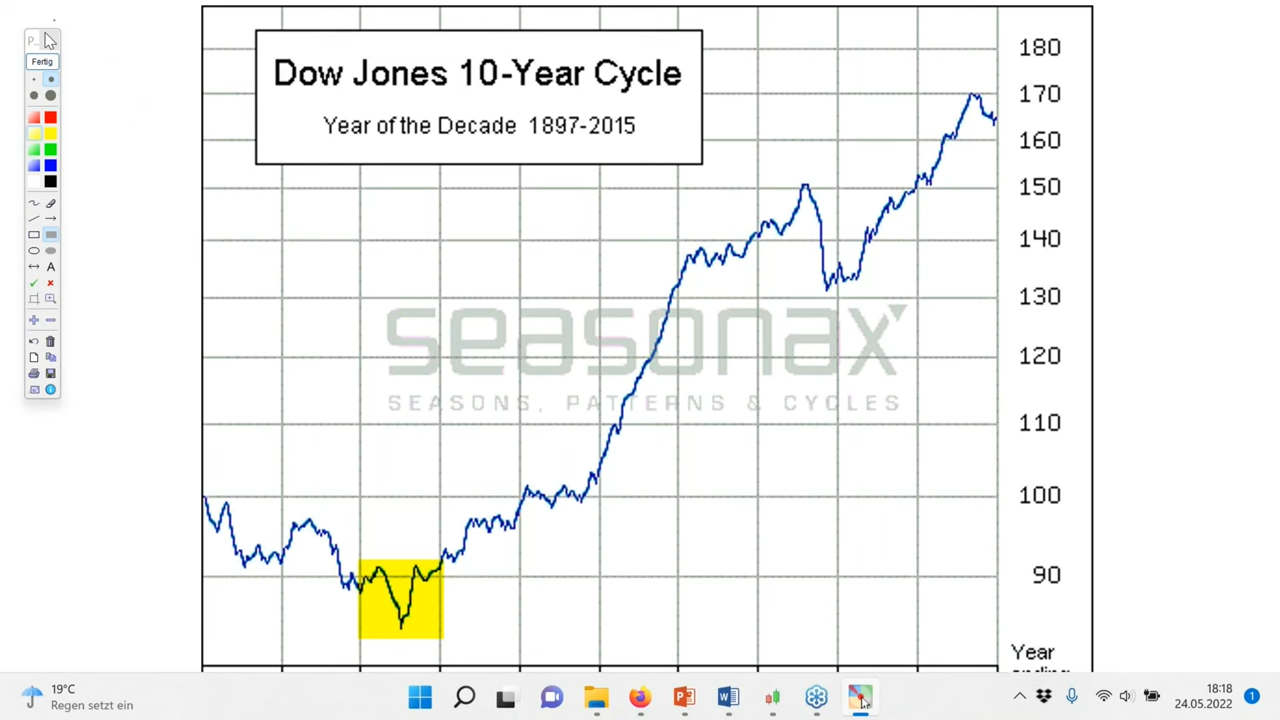 P..
Fertig
A
Dow Jones 10-Year Cycle
Year of the Decade 1897-2015
180
170
160
150
140
130
120
110
100
90
seasonax
SEASONS, PATTERNS & CYCLES
Year
19°C
Regen setzt ein
18:18
24.05.2022
1